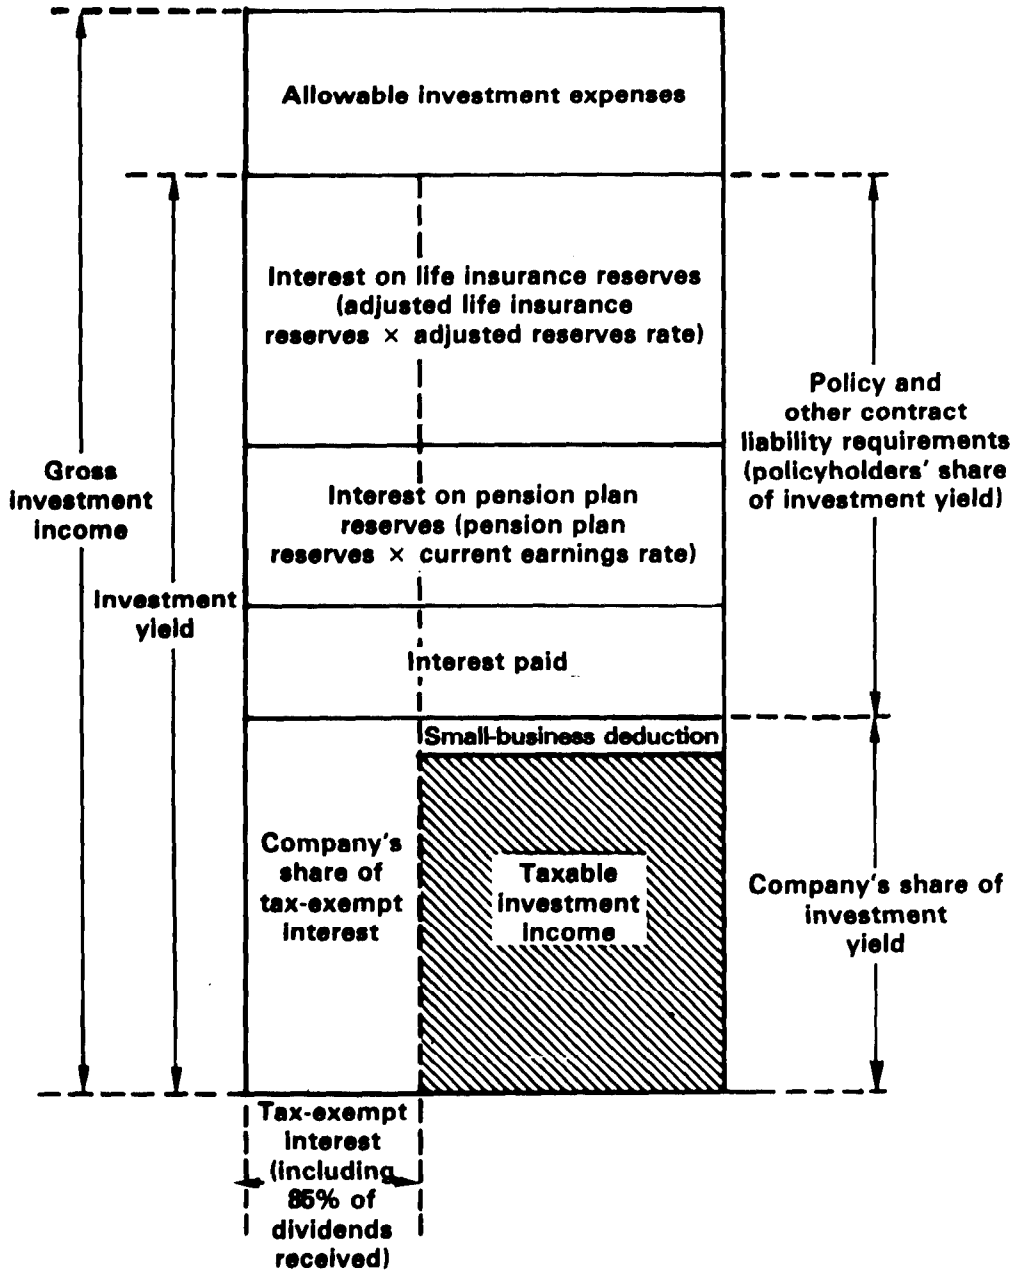 Allowable investment expenses
Interest on life insurance reserves
(adjusted life insurance
reserves × adjusted reserves rate)
Policy and
other contract
liability requirements
(policyholders' share
of investment yield)
Gross
investment
income
Interest on pension plan
reserves (pension plan
reserves × current earnings rate)
Investment
yield
Interest paid
Small-business deduction
Company's
share of
tax-exempt
interest
Taxable
investment
income
Company's share of
investment
yield
Tax-exempt
interest
(including
85% of
dividends
received)